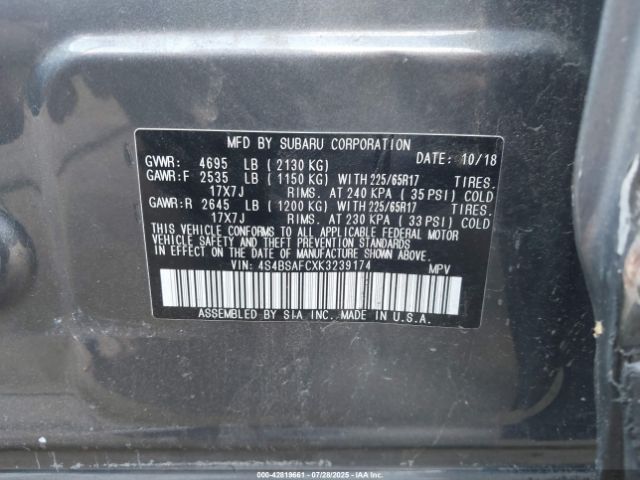 MFD BY SUBARU CORPORATION
GVWR: 4695 LB ( 2130 KG) DATE: 10/18
GAWR:F 2535 LB ( 1150 KG) WITH 225/65R17 TIRES.
17X7J RIMS. AT 240 KPA ( 35 PSI) COLD
GAWR:R 2645 LB ( 1200 KG) WITH 225/65R17 TIRES.
17X7J RIMS. AT 230 KPA ( 33 PSI) COLD
THIS VEHICLE CONFORMS TO ALL APPLICABLE FEDERAL MOTOR
VEHICLE SAFETY AND THEFT PREVENTION STANDARDS
IN EFFECT ON THE DATE OF MANUFACTURE SHOWN ABOVE.
VIN: 4S4BSAFCXK3239174 MPV
ASSEMBLED BY SIA INC. MADE IN U.S.A.
000-42819661 - 07/28/2025 - IAAI.COM